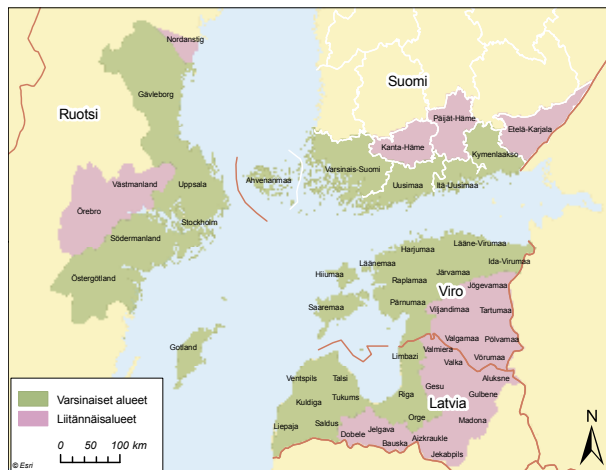 Nordanstig
Gävleborg
Ruotsi
Suomi
Päijät-Häme
Etelä-Karjala
Kanta-Häme
Kymenlaakso
Varsinais-Suomi
Uusimaa
Itä-Uusimaa
Ahvenanmaa
Västmanland
Uppsala
Örebro
Stockholm
Södermanland
Östergötland
Gotland
Lääne-Virumaa
Harjumaa
Ida-Virumaa
Läänemaa
Järvamaa
Hiiumaa
Raplamaa
Jõgevamaa
Viro
Saaremaa
Pärnumaa
Viljandimaa
Tartumaa
Valgamaa
Põlvamaa
Võrumaa
Valmiera
Limbazi
Valka
Aluksne
Ventspils
Talsi
Gesu
Gulbene
Kuldiga
Tukums
Riga
Latvia
Liepaja
Saldus
Orge
Madona
Dobele
Jelgava
Aizkraukle
Bauska
Jekabpils
Varsinaiset alueet
Liitännäisalueet
0 50 100 km
© Esri
N